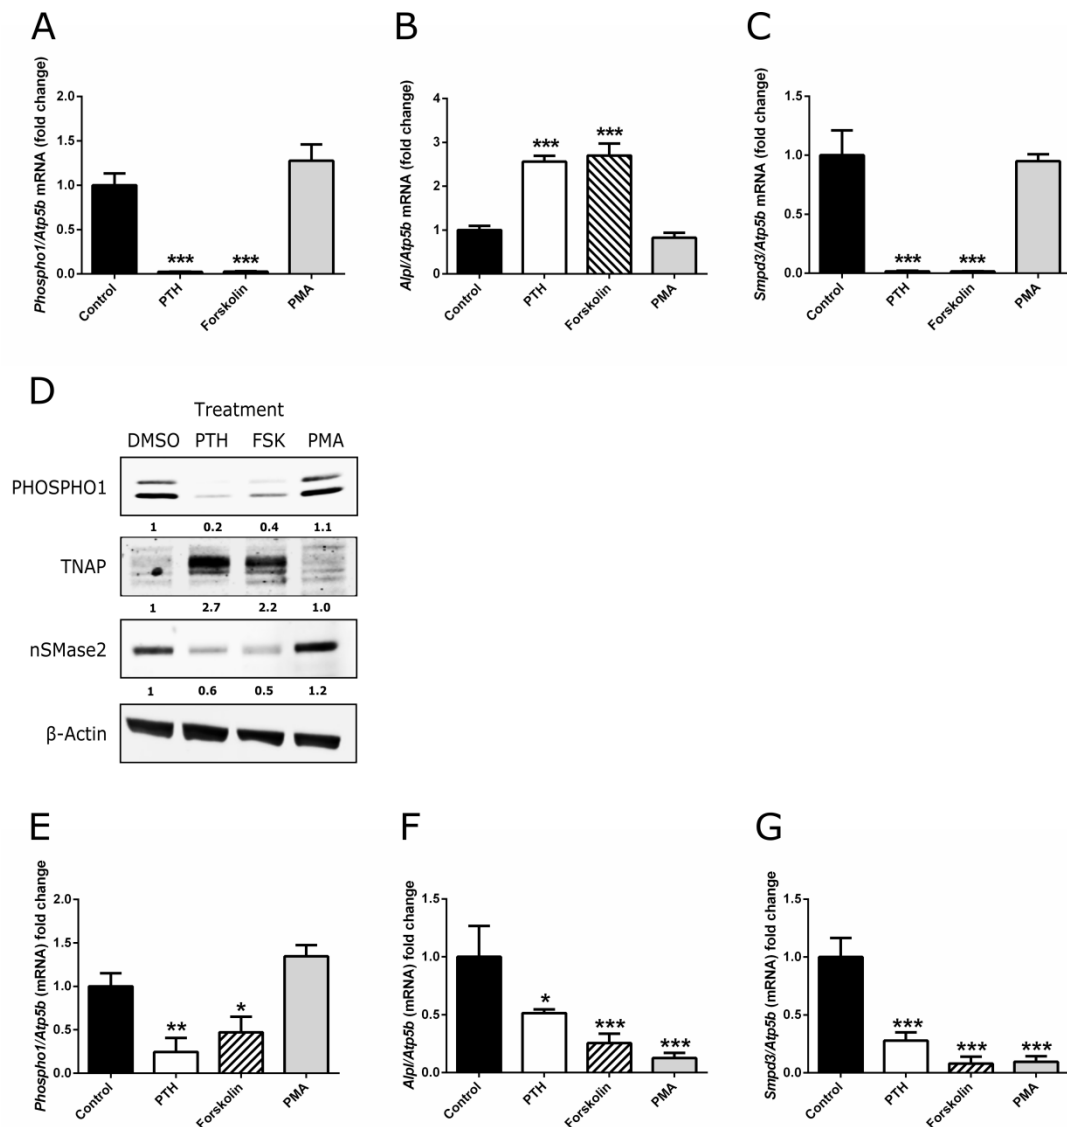 A
Phospho1/Atp5b mRNA (fold change)
2.0
1.5
1.0
0.5
0.0
***
***
Control
PTH
Forskolin
PMA
B
Alpl/Atp5b mRNA (fold change)
4
3
2
1
0
***
***
Control
PTH
Forskolin
PMA
C
Smpd3/Atp5b mRNA (fold change)
1.5
1.0
0.5
0.0
***
***
Control
PTH
Forskolin
PMA
D
Treatment
DMSO PTH FSK PMA
PHOSPHO1
1 0.2 0.4 1.1
TNAP
1 2.7 2.2 1.0
nSMase2
1 0.6 0.5 1.2
β-Actin
E
Phospho1/Atp5b (mRNA) fold change
2.0
1.5
1.0
0.5
0.0
**
*
Control
PTH
Forskolin
PMA
F
Alpl/Atp5b (mRNA) fold change
1.5
1.0
0.5
0.0
*
***
***
Control
PTH
Forskolin
PMA
G
Smpd3/Atp5b (mRNA) fold change
1.5
1.0
0.5
0.0
***
***
***
Control
PTH
Forskolin
PMA